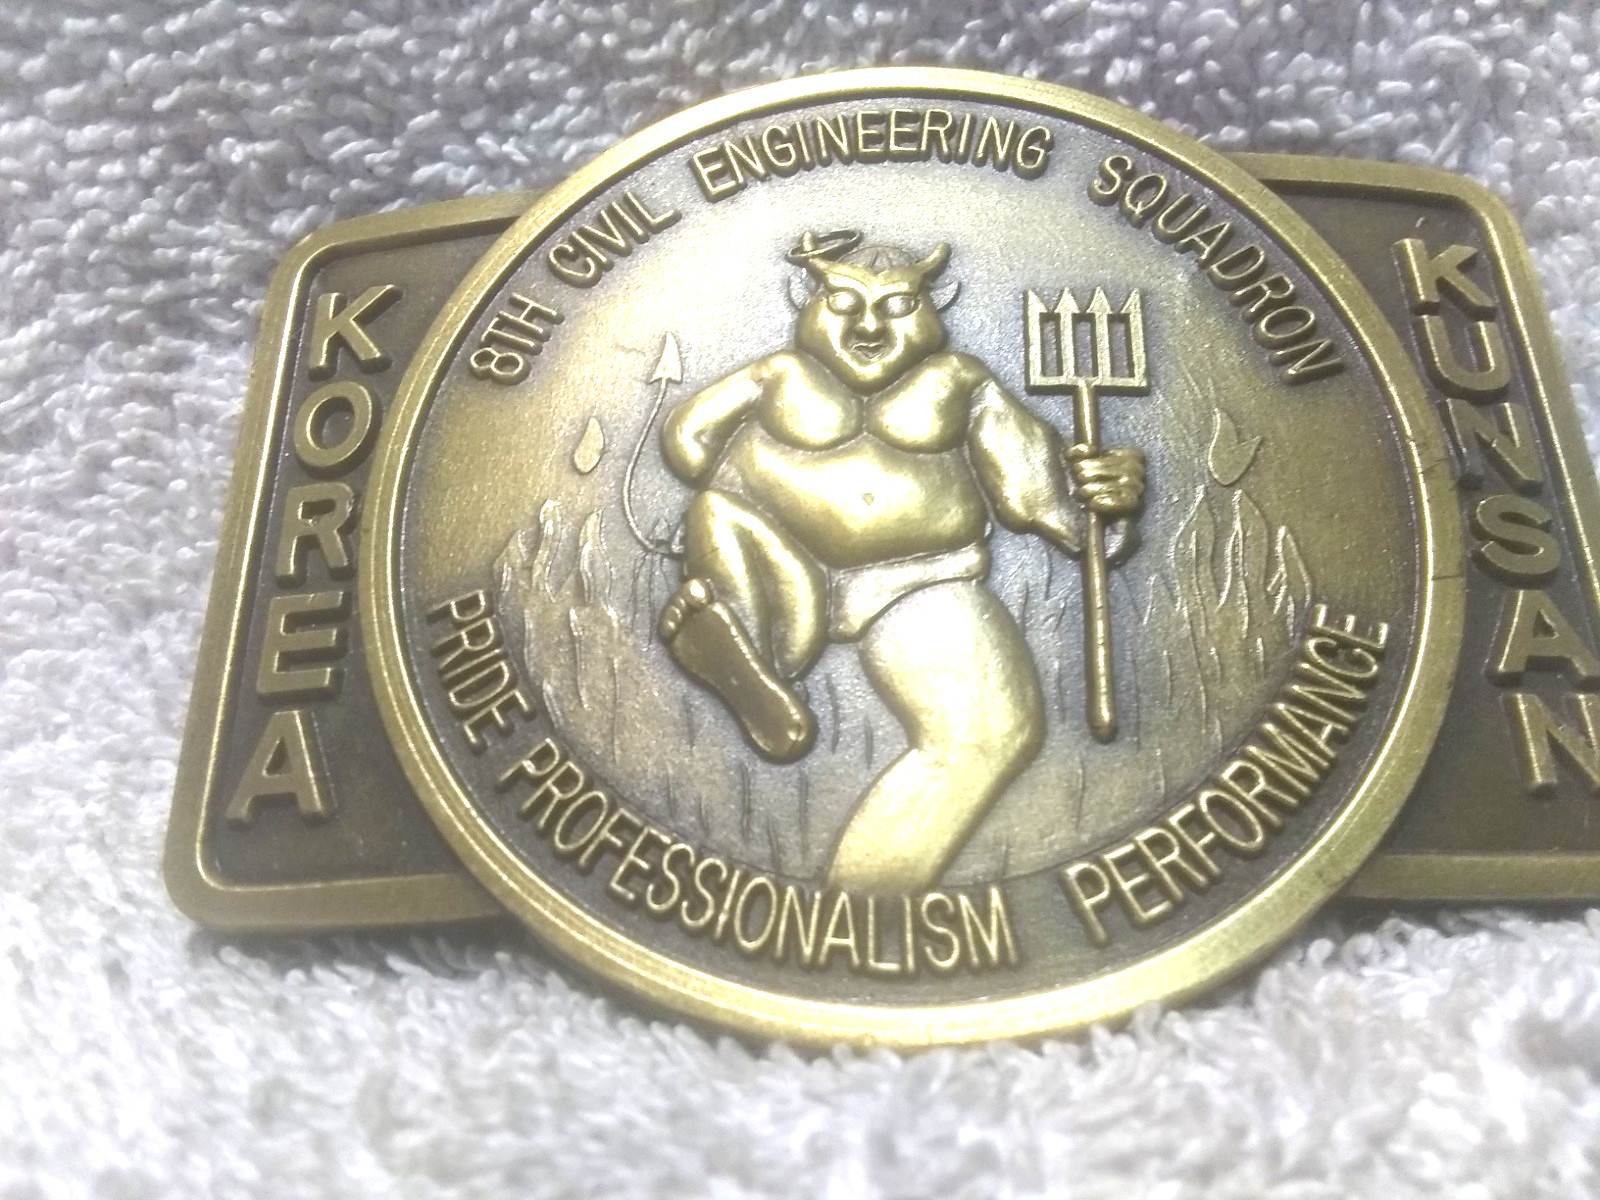 8TH CIVIL ENGINEERING SQUADRON
KOREA
KUNSAN
PRIDE PROFESSIONALISM PERFORMANCE